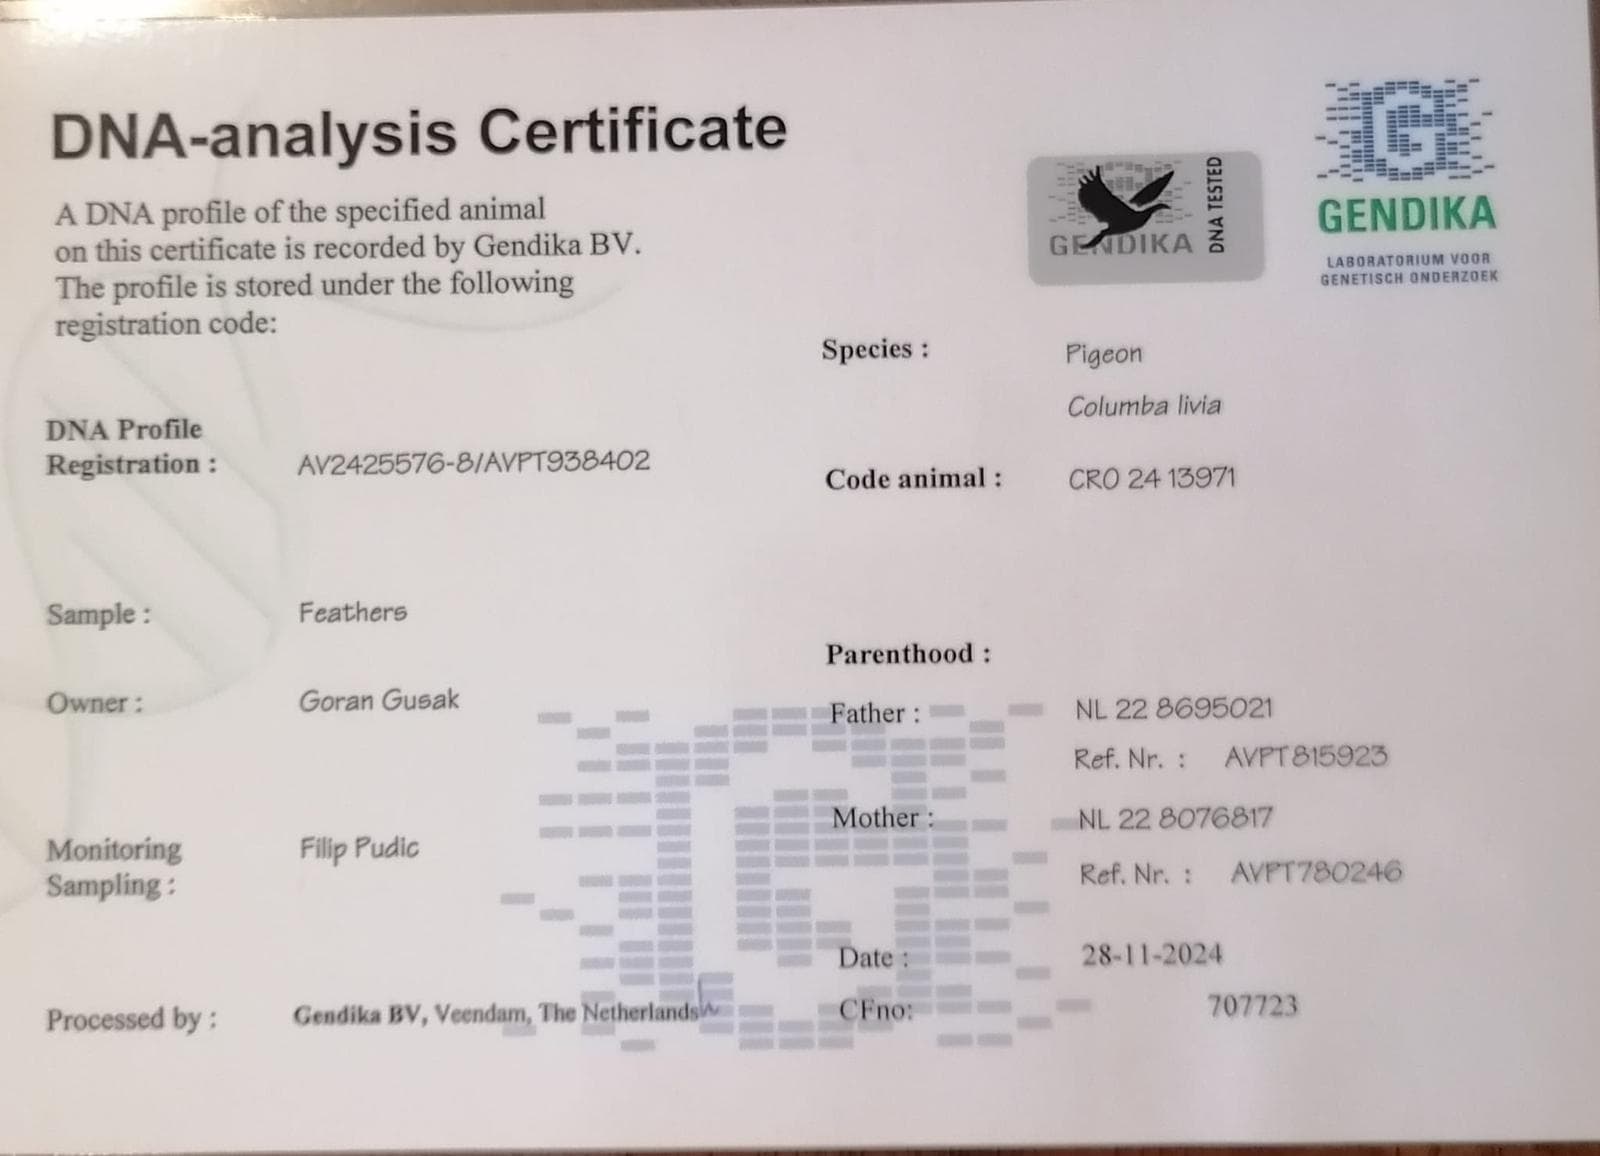 DNA-analysis Certificate
A DNA profile of the specified animal
on this certificate is recorded by Gendika BV.
The profile is stored under the following
registration code:
GENDIKA
DNA TESTED
GENDIKA
LABORATORIUM VOOR
GENETISCH ONDERZOEK
DNA Profile
Registration : AV2425576-8/AVPT938402
Sample : Feathers
Owner : Goran Gusak
Monitoring
Sampling : Filip Pudic
Processed by : Gendika BV, Veendam, The Netherlands
Species : Pigeon
Columba livia
Code animal : CRO 24 13971
Parenthood :
Father : NL 22 8695021
Ref. Nr. : AVPT815923
Mother : NL 22 8076817
Ref. Nr. : AVPT780246
Date : 28-11-2024
CFno: 707723